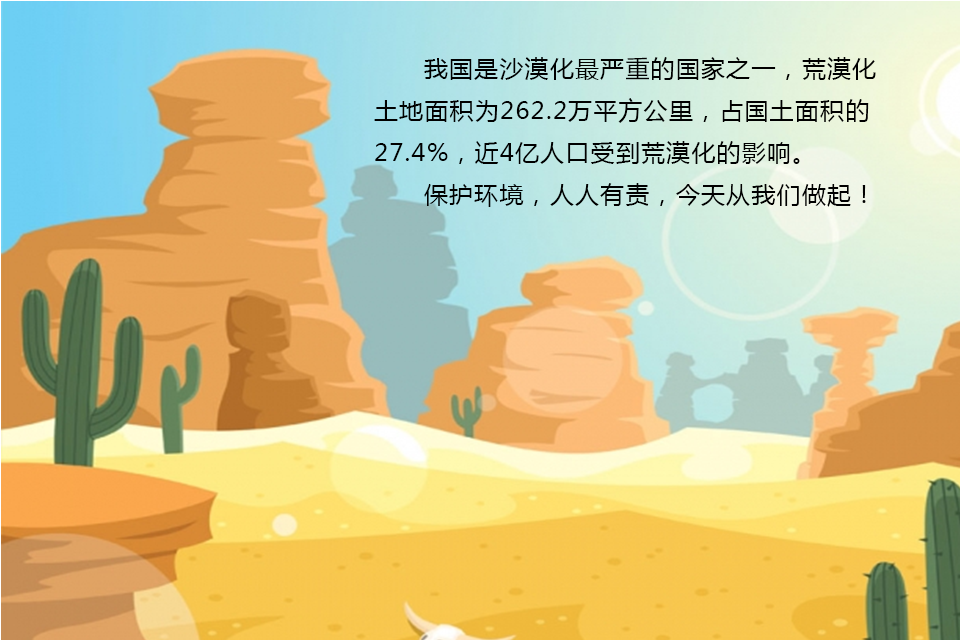 我国是沙漠化最严重的国家之一，荒漠化
土地面积为262.2万平方公里，占国土面积的
27.4%，近4亿人口受到荒漠化的影响。
保护环境，人人有责，今天从我们做起！